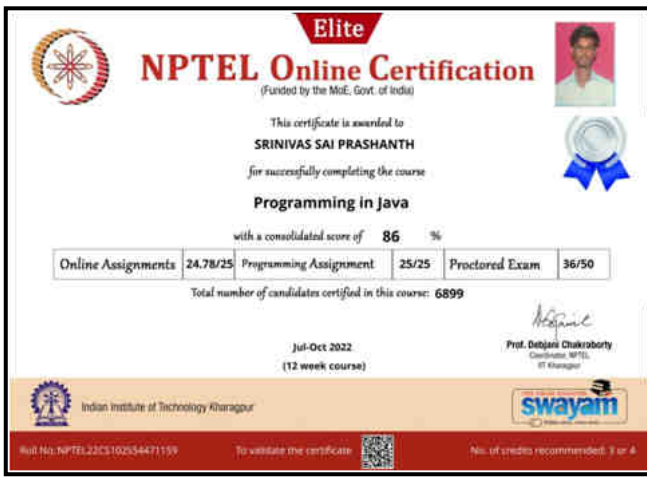 Elite
NPTEL Online Certification
(Funded by the MoE, Govt. of India)
This certificate is awarded to
SRINIVAS SAI PRASHANTH
for successfully completing the course
Programming in Java
with a consolidated score of 86 %
Online Assignments 24.78/25 Programming Assignment 25/25 Proctored Exam 36/50
Total number of candidates certified in this course: 6899
Jul-Oct 2022
(12 week course)
Prof. Debjani Chakraborty
Coordinator, NPTEL
IIT Kharagpur
Indian Institute of Technology Kharagpur
swayam
Roll No: NPTEL22CS102S54471159
To validate the certificate
No. of credits recommended: 3 or 4